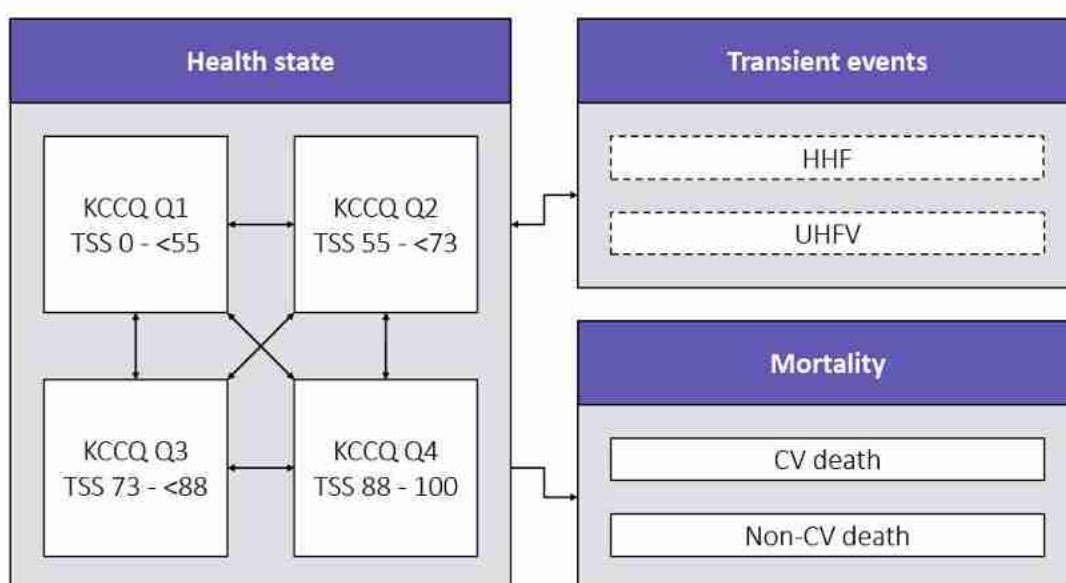 Health state
KCCQ Q1
TSS 0 - <55
KCCQ Q2
TSS 55 - <73
KCCQ Q3
TSS 73 - <88
KCCQ Q4
TSS 88 - 100
Transient events
HHF
UHFV
Mortality
CV death
Non-CV death